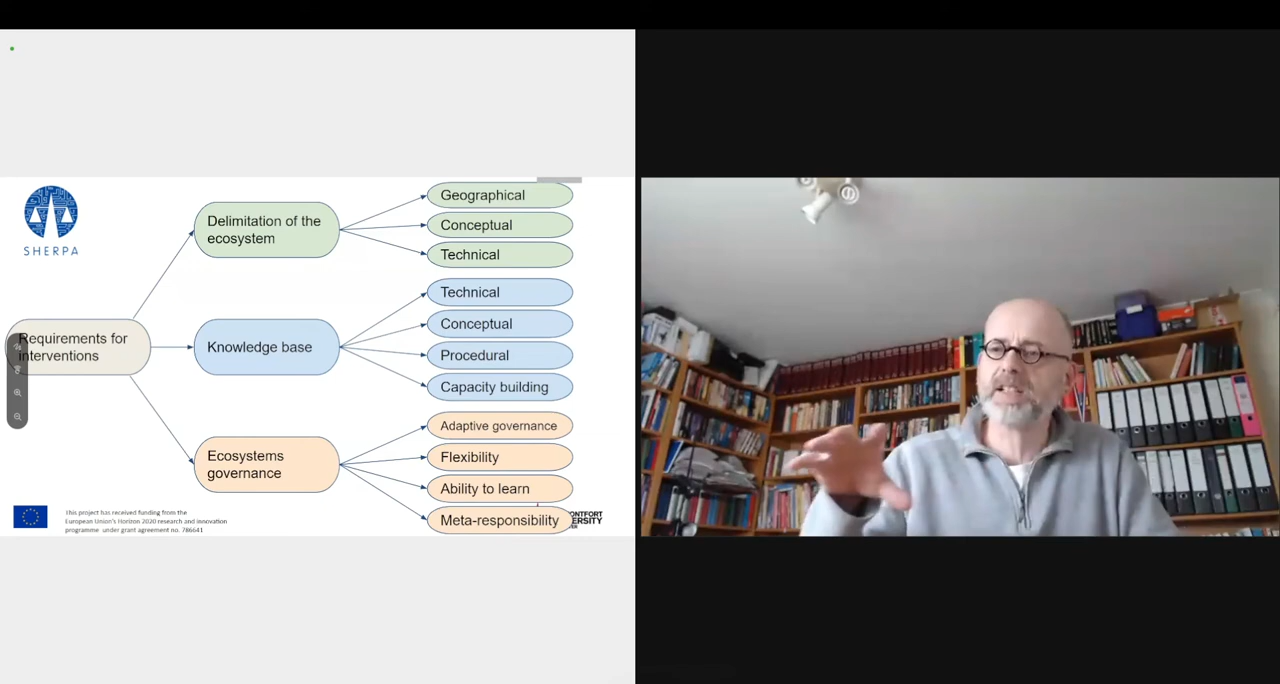 SHERPA
Requirements for
interventions
Delimitation of the
ecosystem
Geographical
Conceptual
Technical
Knowledge base
Technical
Conceptual
Procedural
Capacity building
Ecosystems
governance
Adaptive governance
Flexibility
Ability to learn
Meta-responsibility
This project has received funding from the
European Union's Horizon 2020 research and innovation
programme under grant agreement no. 786641